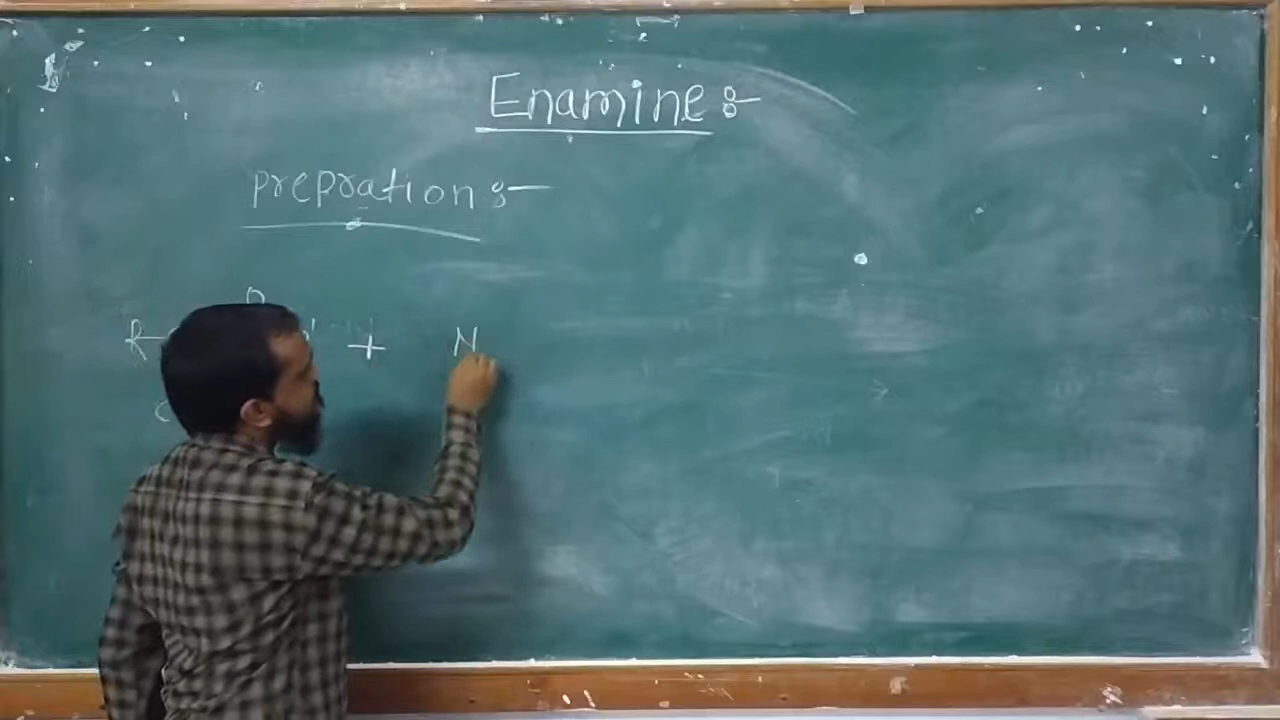 Enamine :-
prepration :-
O
R- ' + N
C